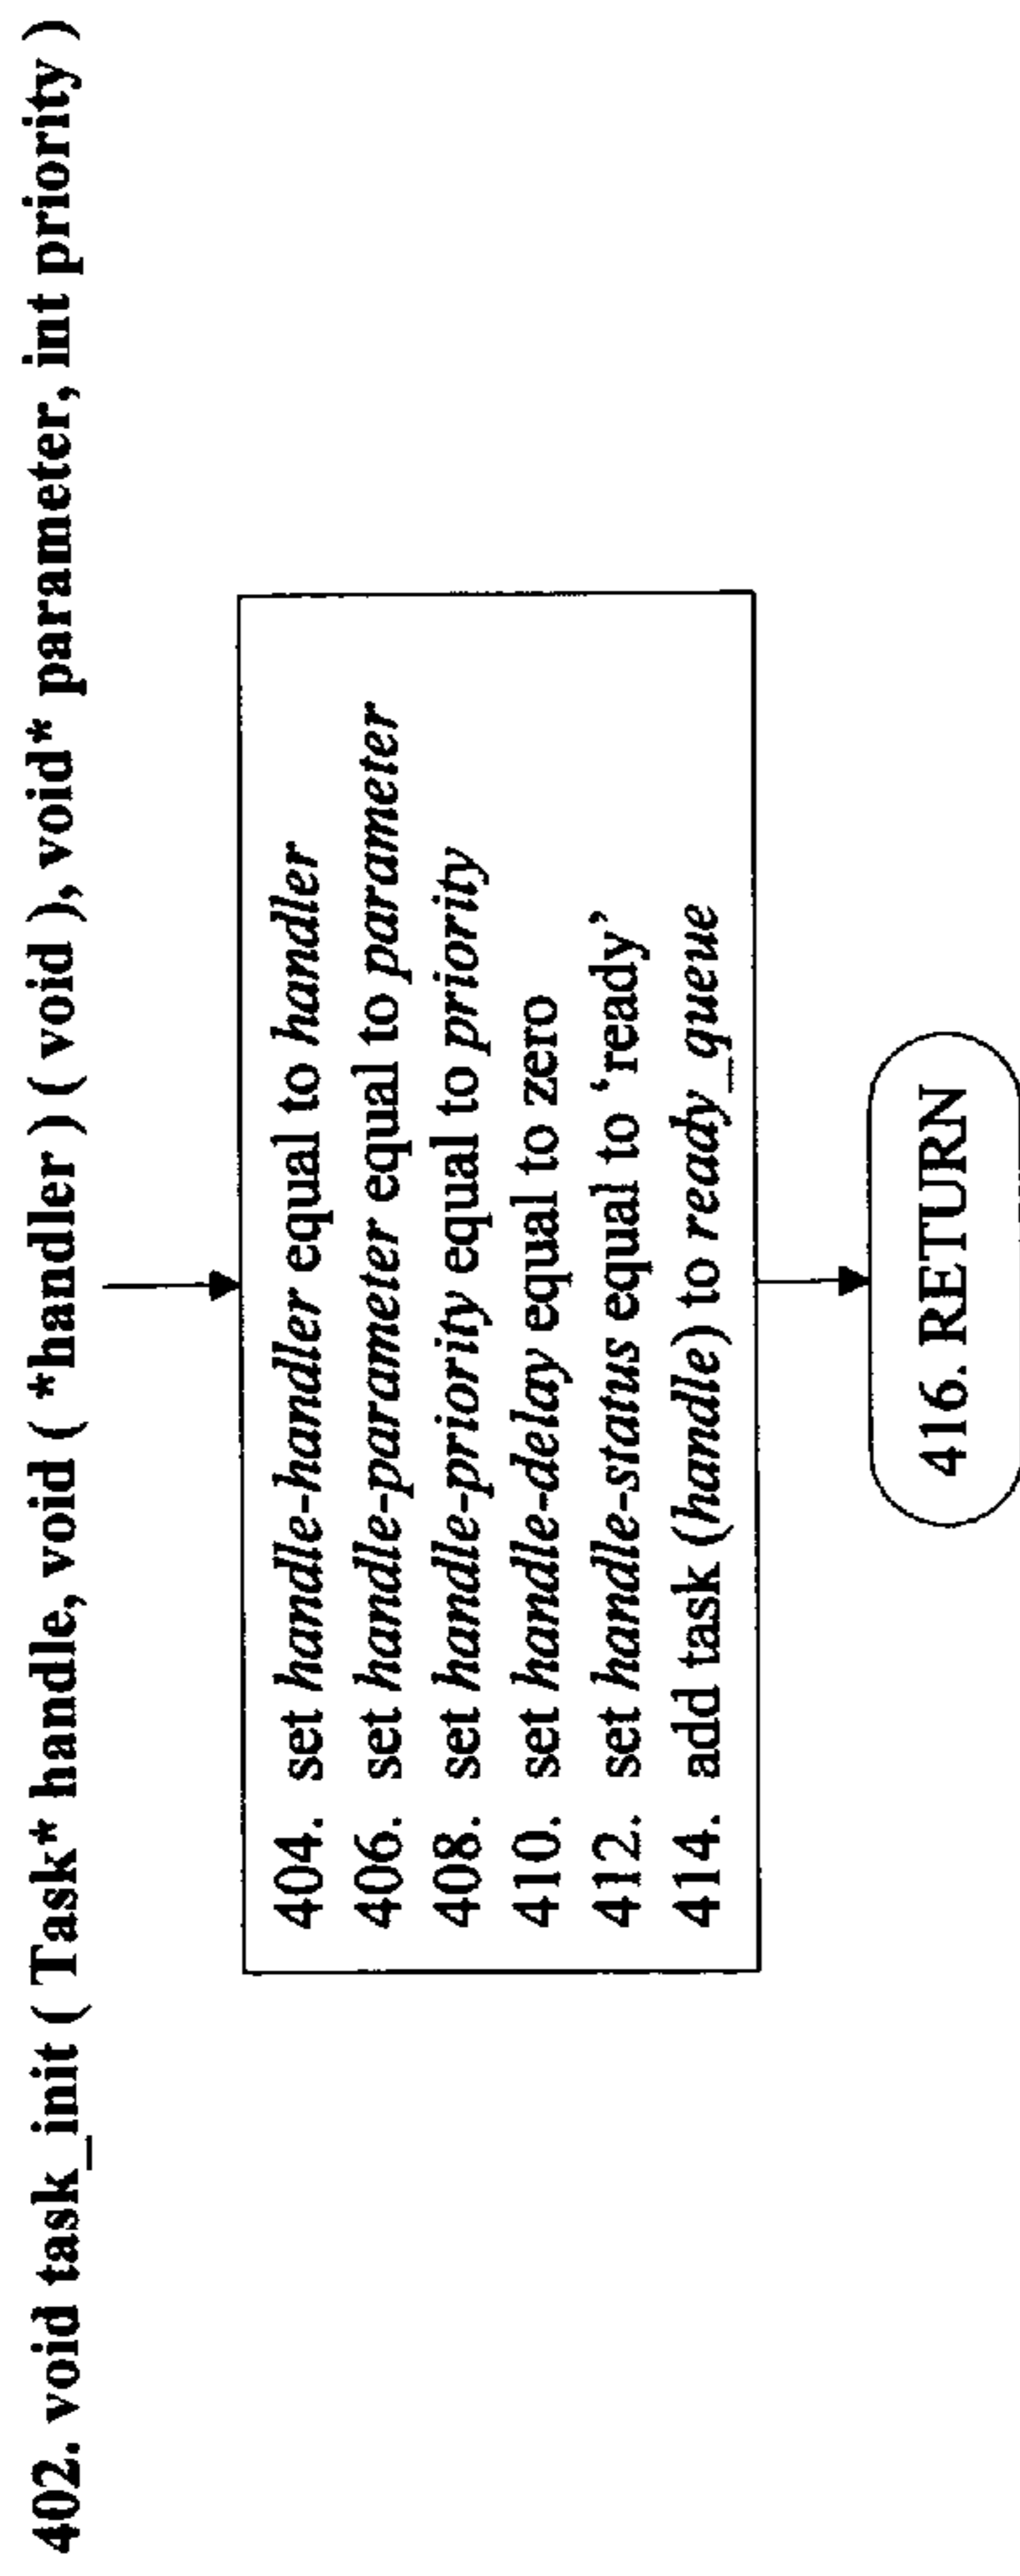 402. void task_init ( Task* handle, void ( *handler ) ( void ), void* parameter, int priority )
404. set handle-handler equal to handler
406. set handle-parameter equal to parameter
408. set handle-priority equal to priority
410. set handle-delay equal to zero
412. set handle-status equal to ‘ready’
414. add task (handle) to ready_queue
416. RETURN